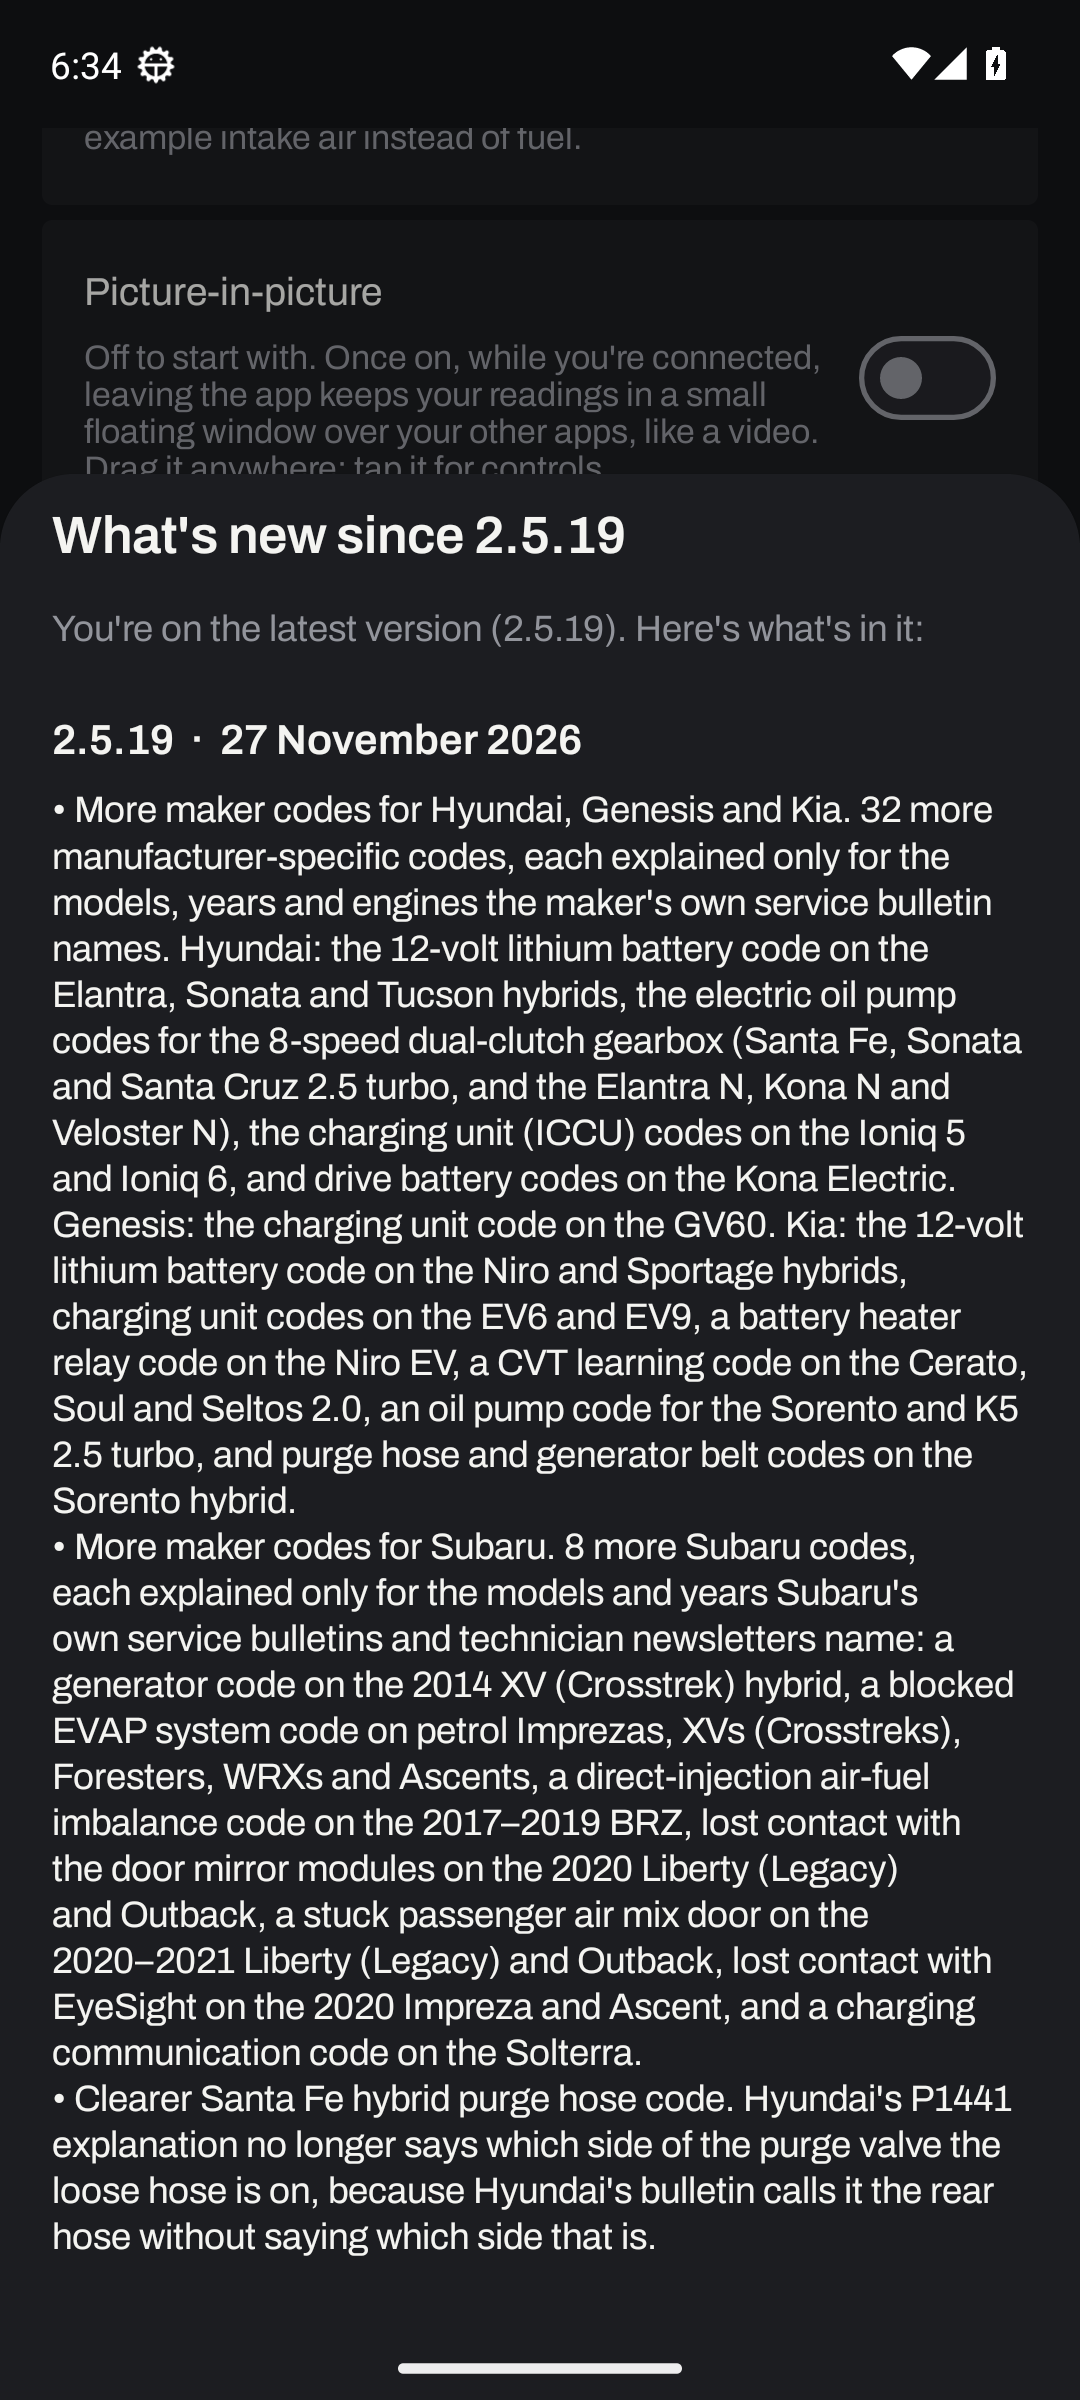 6:34
example intake air instead of fuel.
Picture-in-picture
Off to start with. Once on, while you're connected,
leaving the app keeps your readings in a small
floating window over your other apps, like a video.
Drag it anywhere; tap it for controls.
What's new since 2.5.19
You're on the latest version (2.5.19). Here's what's in it:
2.5.19 · 27 November 2026
• More maker codes for Hyundai, Genesis and Kia. 32 more
manufacturer-specific codes, each explained only for the
models, years and engines the maker's own service bulletin
names. Hyundai: the 12-volt lithium battery code on the
Elantra, Sonata and Tucson hybrids, the electric oil pump
codes for the 8-speed dual-clutch gearbox (Santa Fe, Sonata
and Santa Cruz 2.5 turbo, and the Elantra N, Kona N and
Veloster N), the charging unit (ICCU) codes on the Ioniq 5
and Ioniq 6, and drive battery codes on the Kona Electric.
Genesis: the charging unit code on the GV60. Kia: the 12-volt
lithium battery code on the Niro and Sportage hybrids,
charging unit codes on the EV6 and EV9, a battery heater
relay code on the Niro EV, a CVT learning code on the Cerato,
Soul and Seltos 2.0, an oil pump code for the Sorento and K5
2.5 turbo, and purge hose and generator belt codes on the
Sorento hybrid.
• More maker codes for Subaru. 8 more Subaru codes,
each explained only for the models and years Subaru's
own service bulletins and technician newsletters name: a
generator code on the 2014 XV (Crosstrek) hybrid, a blocked
EVAP system code on petrol Imprezas, XVs (Crosstreks),
Foresters, WRXs and Ascents, a direct-injection air-fuel
imbalance code on the 2017–2019 BRZ, lost contact with
the door mirror modules on the 2020 Liberty (Legacy)
and Outback, a stuck passenger air mix door on the
2020–2021 Liberty (Legacy) and Outback, lost contact with
EyeSight on the 2020 Impreza and Ascent, and a charging
communication code on the Solterra.
• Clearer Santa Fe hybrid purge hose code. Hyundai's P1441
explanation no longer says which side of the purge valve the
loose hose is on, because Hyundai's bulletin calls it the rear
hose without saying which side that is.